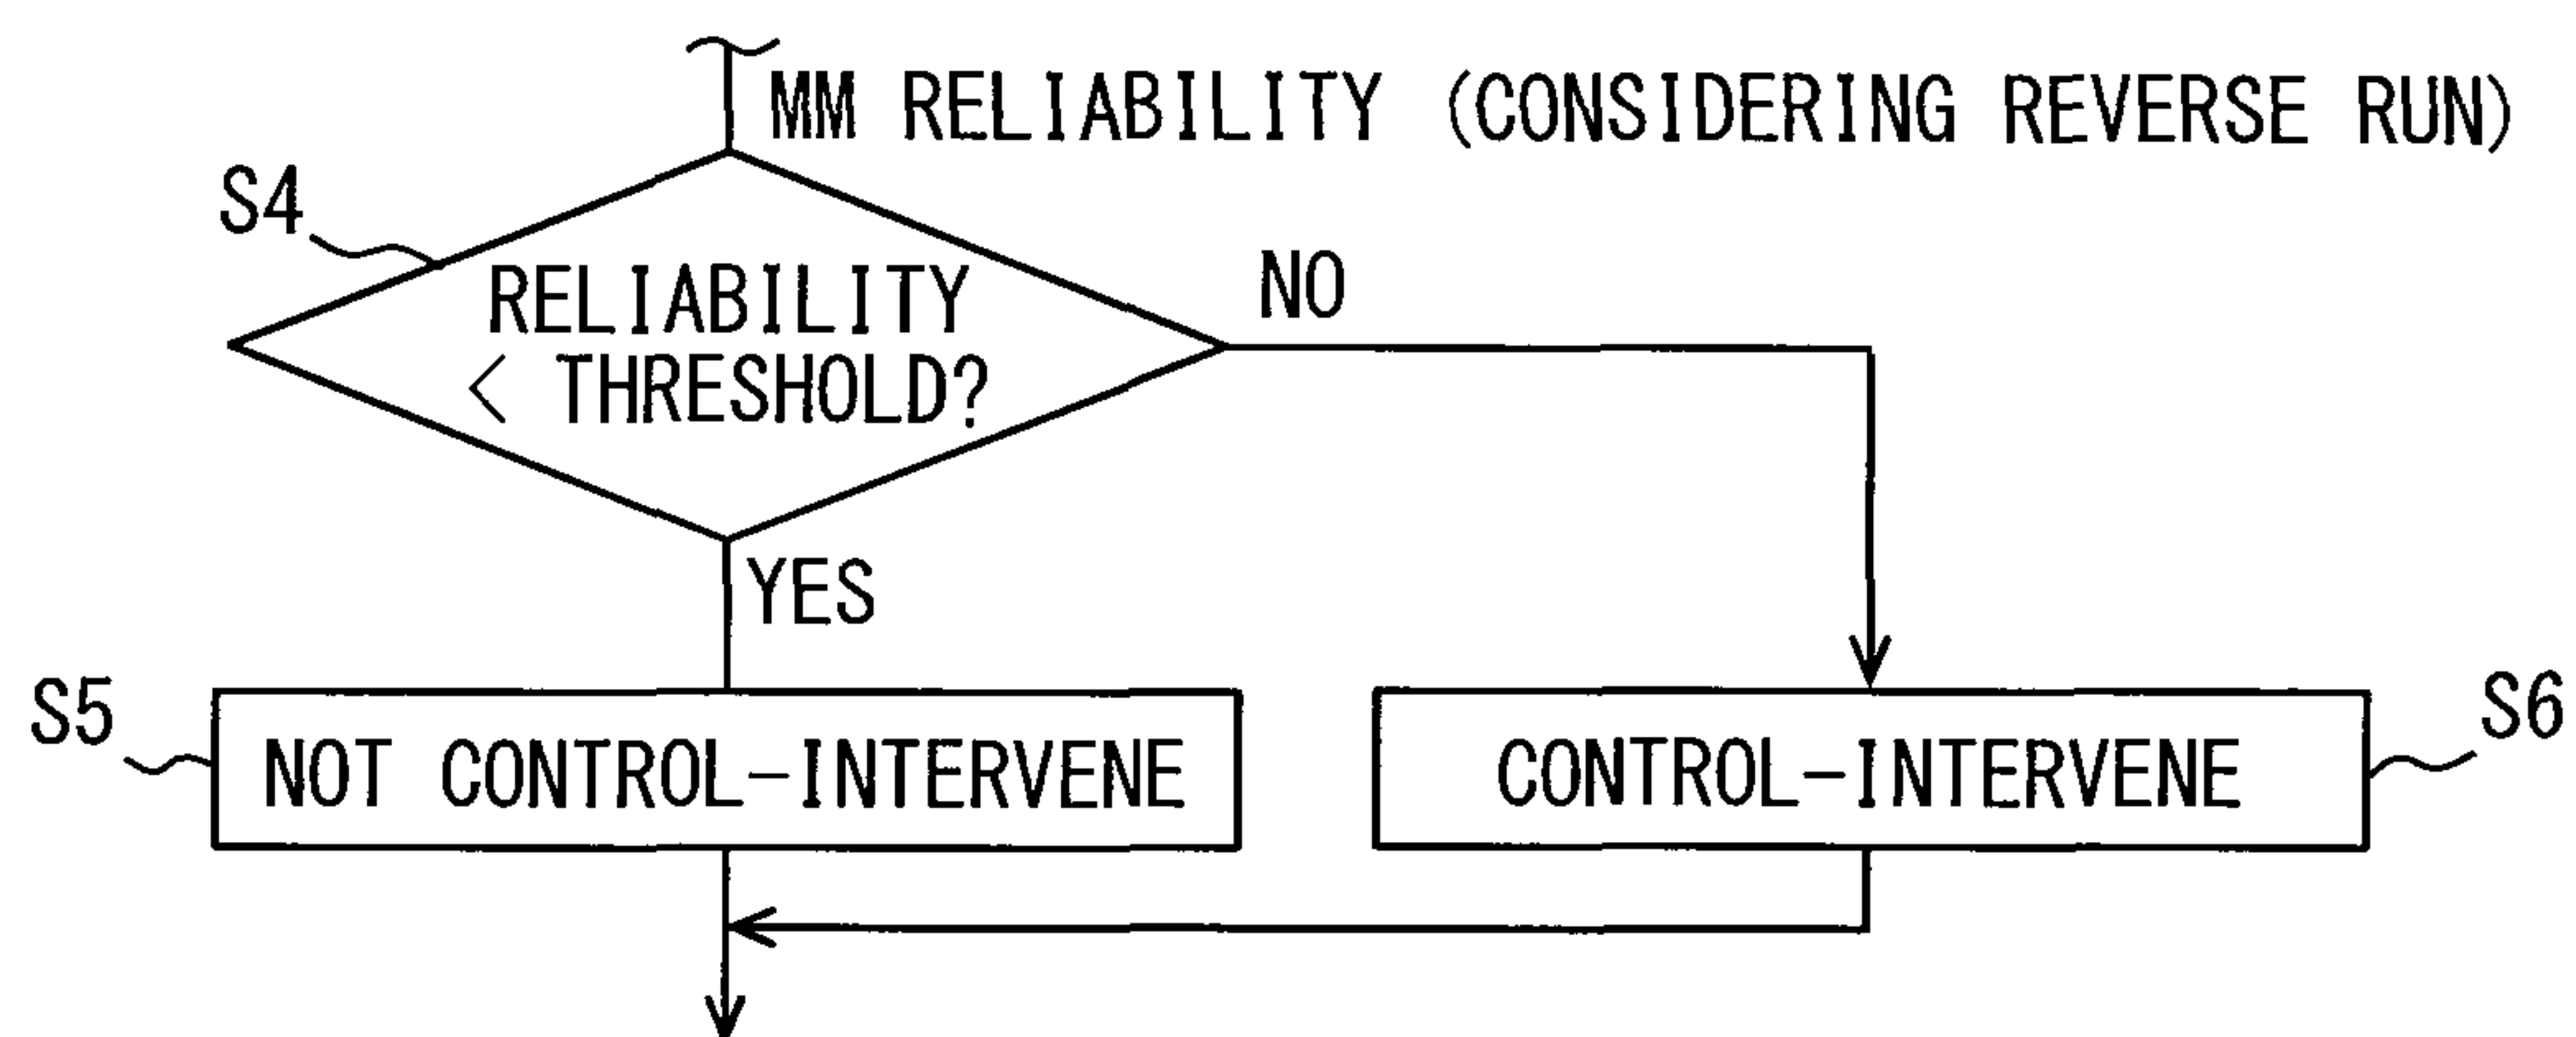 MM RELIABILITY (CONSIDERING REVERSE RUN)
S4
RELIABILITY
< THRESHOLD?
NO
YES
S5
NOT CONTROL-INTERVENE
CONTROL-INTERVENE
S6